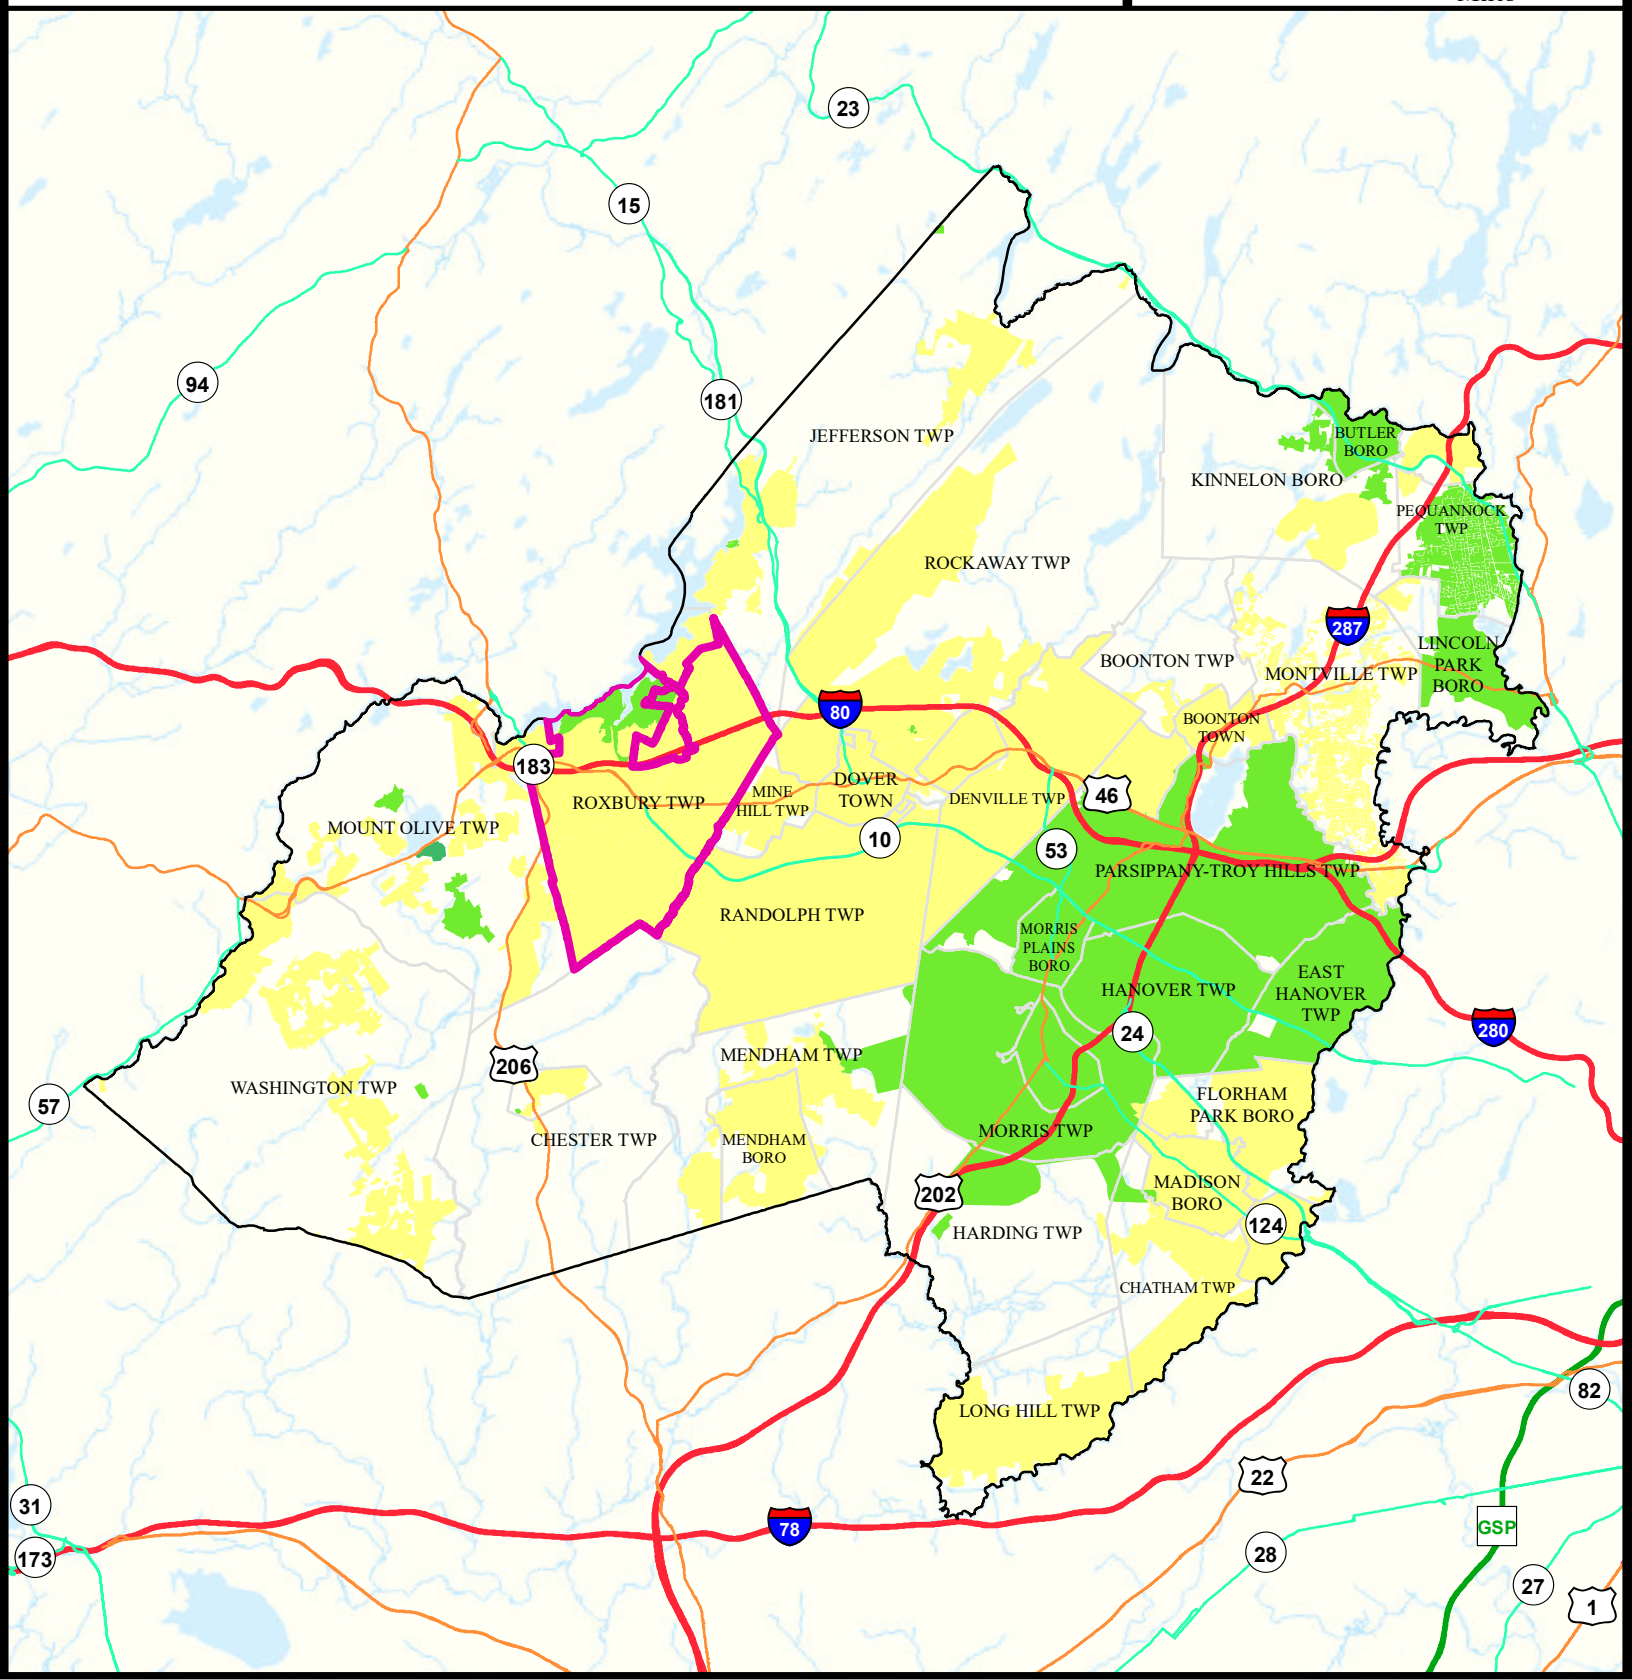 23
15
94
181
JEFFERSON TWP
BUTLER
BORO
KINNELON BORO
PEQUANNOCK
TWP
ROCKAWAY TWP
287
LINCOLN
PARK
BORO
BOONTON TWP
MONTVILLE TWP
80
BOONTON
TOWN
183
DOVER
TOWN
MINE
HILL TWP
ROXBURY TWP
DENVILLE TWP
46
MOUNT OLIVE TWP
10
53
PARSIPPANY-TROY HILLS TWP
RANDOLPH TWP
MORRIS
PLAINS
BORO
EAST
HANOVER
TWP
HANOVER TWP
24
280
MENDHAM TWP
206
WASHINGTON TWP
57
FLORHAM
PARK BORO
CHESTER TWP
MENDHAM
BORO
MORRIS TWP
202
MADISON
BORO
124
HARDING TWP
CHATHAM TWP
82
LONG HILL TWP
22
31
78
GSP
173
28
27
1